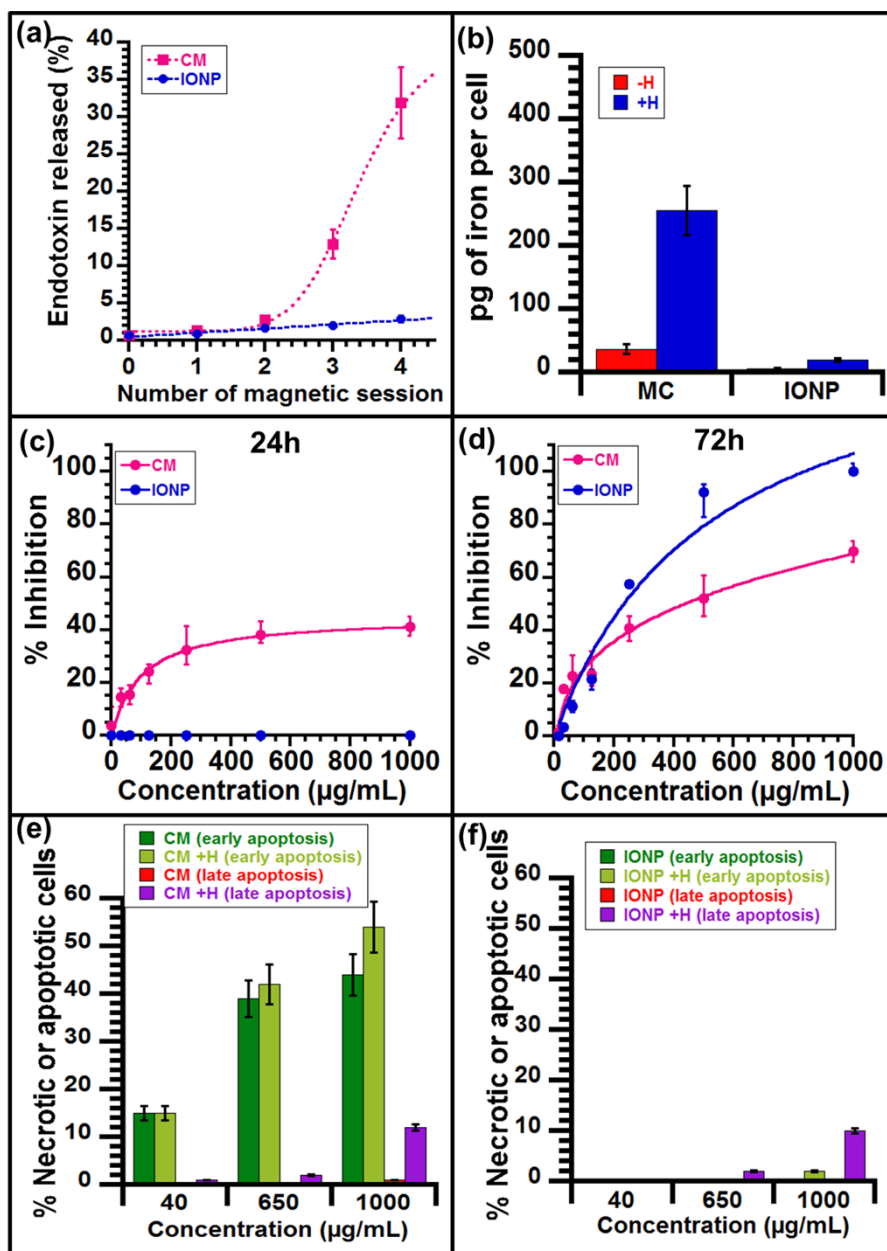 (a)
CM
IONP
Endotoxin released (%)
40
35
30
25
20
15
10
5
0
0 1 2 3 4
Number of magnetic session
(b)
-H
+H
pg of iron per cell
500
400
300
200
100
0
MC IONP
(c)
24h
CM
IONP
% Inhibition
100
80
60
40
20
0
0 200 400 600 800 1000
Concentration (µg/mL)
(d)
72h
CM
IONP
% Inhibition
100
80
60
40
20
0
0 200 400 600 800 1000
Concentration (µg/mL)
(e)
CM (early apoptosis)
CM +H (early apoptosis)
CM (late apoptosis)
CM +H (late apoptosis)
% Necrotic or apoptotic cells
60
50
40
30
20
10
0
40 650 1000
Concentration (µg/mL)
(f)
IONP (early apoptosis)
IONP +H (early apoptosis)
IONP (late apoptosis)
IONP +H (late apoptosis)
% Necrotic or apoptotic cells
60
50
40
30
20
10
0
40 650 1000
Concentration (µg/mL)